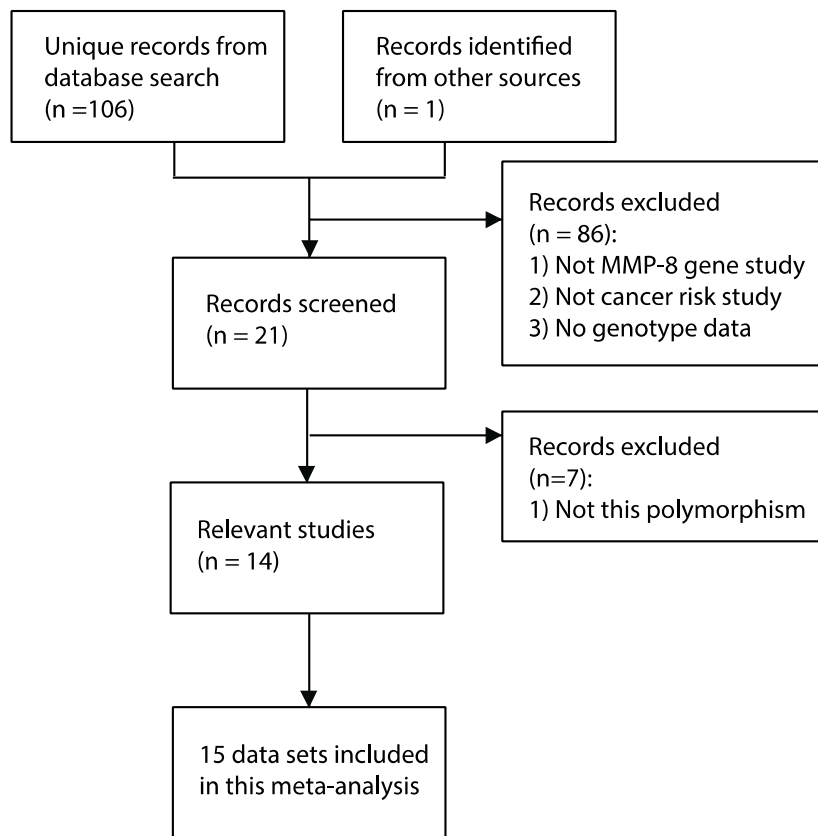 Unique records from
database search
(n =106)
Records identified
from other sources
(n = 1)
Records excluded
(n = 86):
1) Not MMP-8 gene study
2) Not cancer risk study
3) No genotype data
Records screened
(n = 21)
Records excluded
(n=7):
1) Not this polymorphism
Relevant studies
(n = 14)
15 data sets included
in this meta-analysis